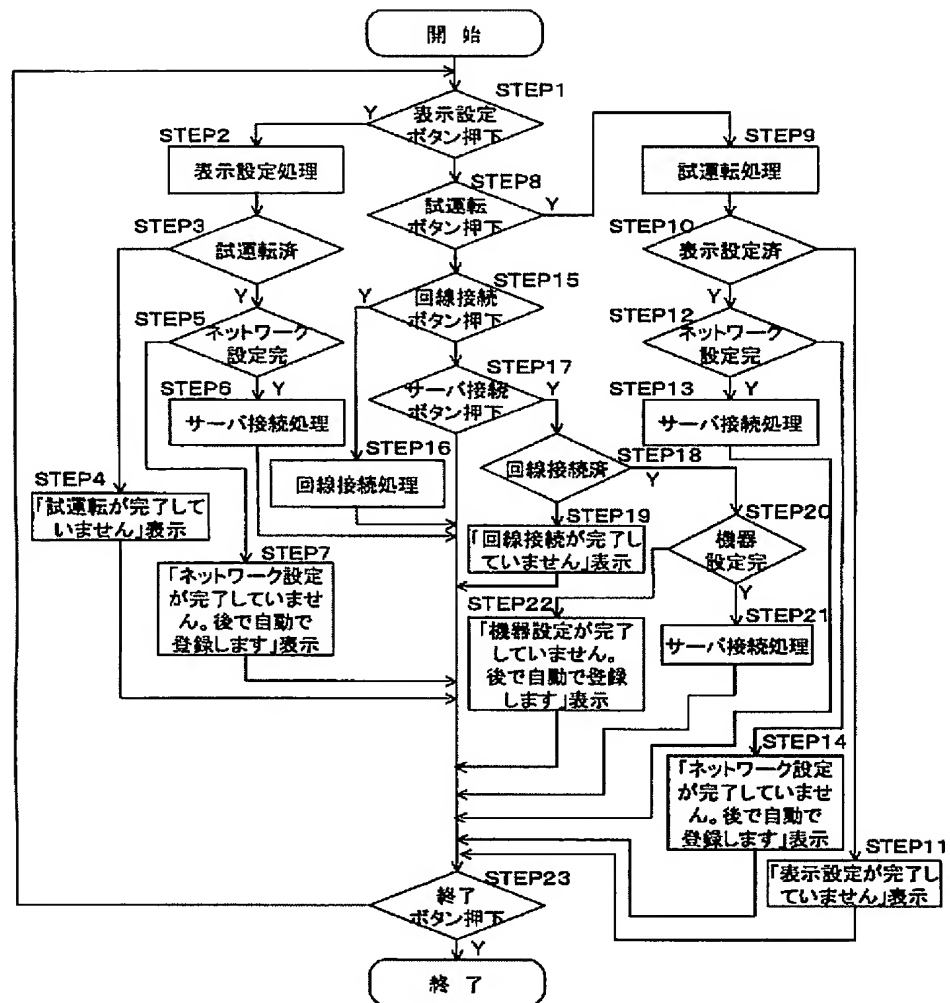 開 始
STEP1
Y
表示設定
ボタン押下
STEP2
表示設定処理
STEP8
試運転
ボタン押下
Y
STEP9
試運転処理
STEP3
試運転済
Y
STEP10
表示設定済
Y
STEP15
回線接続
ボタン押下
Y
STEP5
ネットワーク
設定完
Y
STEP12
ネットワーク
設定完
Y
STEP17
サーバ接続
ボタン押下
Y
STEP6
サーバ接続処理
STEP13
サーバ接続処理
STEP16
回線接続処理
STEP18
回線接続済
Y
STEP4
「試運転が完了して
いません」表示
STEP19
「回線接続が完了し
ていません」表示
STEP20
機器
設定完
Y
STEP7
「ネットワーク設定
が完了していませ
ん。後で自動で
登録します」表示
STEP22
「機器設定が完了
していません。
後で自動で登録
します」表示
STEP21
サーバ接続処理
STEP14
「ネットワーク設定
が完了していませ
ん。後で自動で
登録します」表示
STEP11
「表示設定が完了し
ていません」表示
STEP23
終了
ボタン押下
Y
終 了